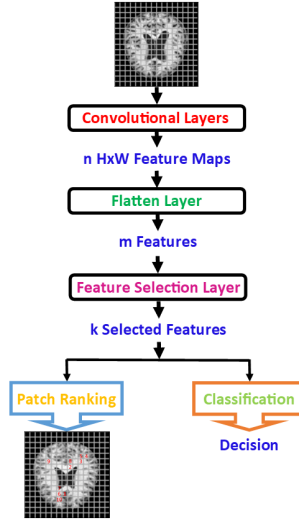 Convolutional Layers
n HxW Feature Maps
Flatten Layer
m Features
Feature Selection Layer
k Selected Features
Patch Ranking
Classification
Decision